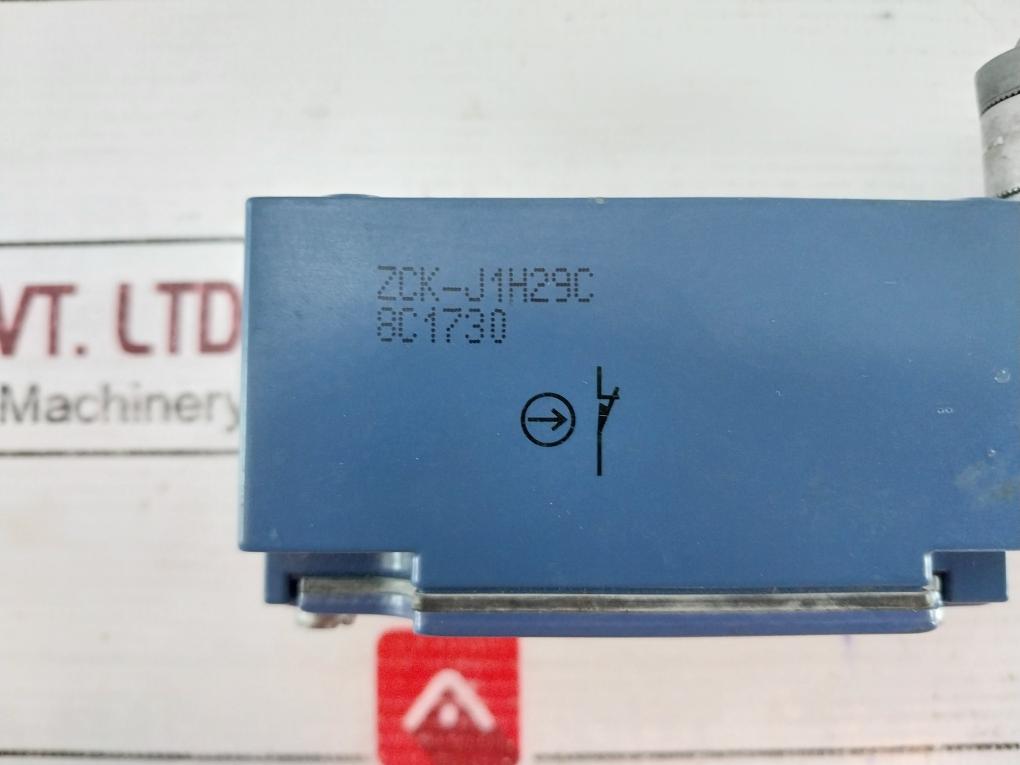 ZCK-J1H29C
8C1730
VT. LTD
Machinery